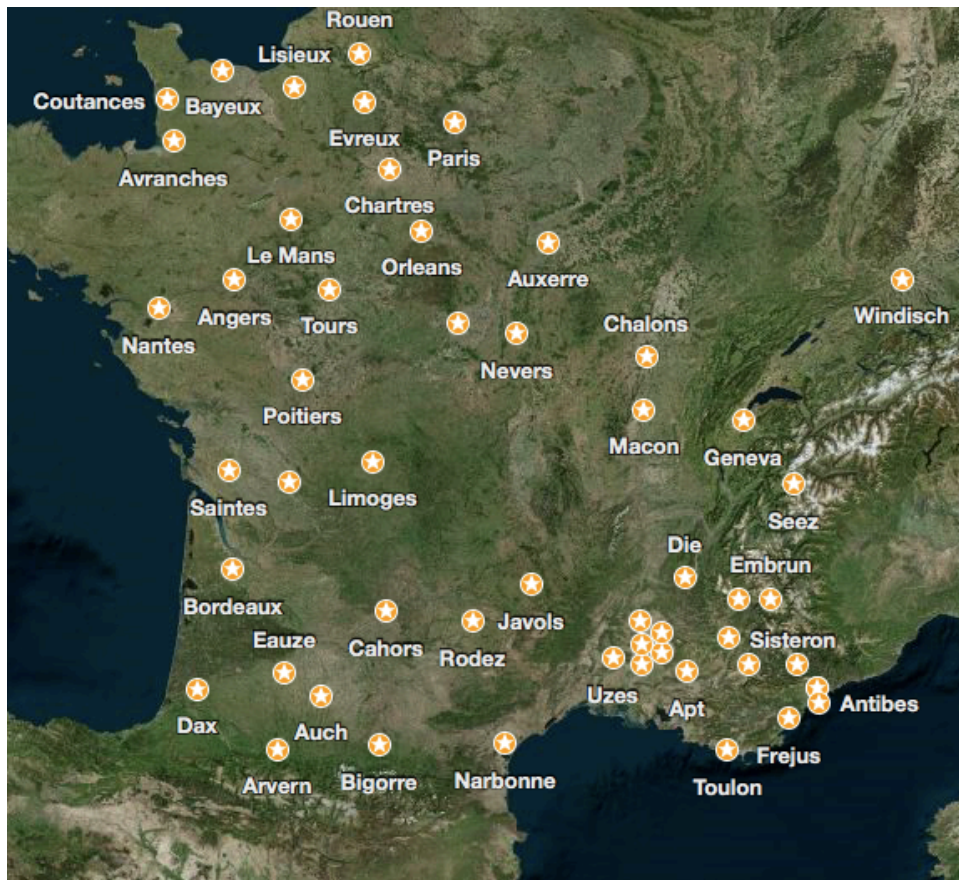 Rouen
Lisieux
Coutances
Bayeux
Evreux
Paris
Avranches
Chartres
Le Mans
Orleans
Auxerre
Angers
Tours
Windisch
Nantes
Chalons
Nevers
Poitiers
Macon
Geneva
Limoges
Saintes
Seez
Die
Embrun
Bordeaux
Javols
Eauze
Cahors
Rodez
Sisteron
Uzes
Apt
Antibes
Dax
Auch
Frejus
Arvern
Bigorre
Narbonne
Toulon